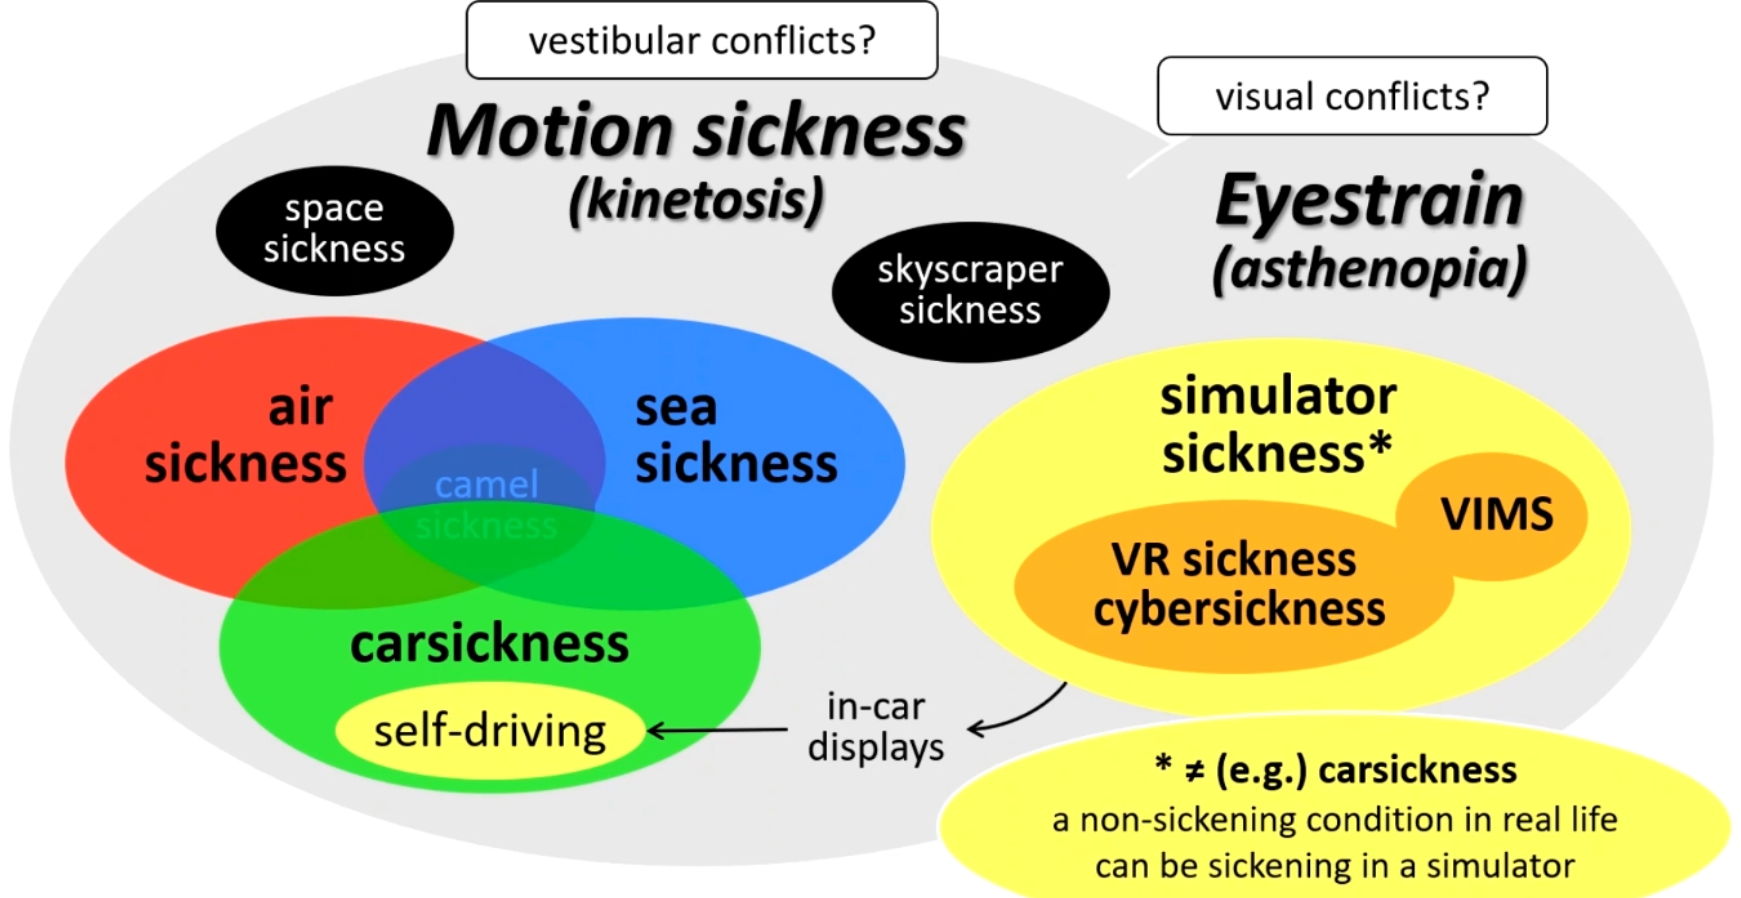 vestibular conflicts?
visual conflicts?
Motion sickness
(kinetosis)
Eyestrain
(asthenopia)
space
sickness
skyscraper
sickness
air
sickness
sea
sickness
camel
sickness
carsickness
self-driving
in-car
displays
simulator
sickness*
VIMS
VR sickness
cybersickness
* ≠ (e.g.) carsickness
a non-sickening condition in real life
can be sickening in a simulator